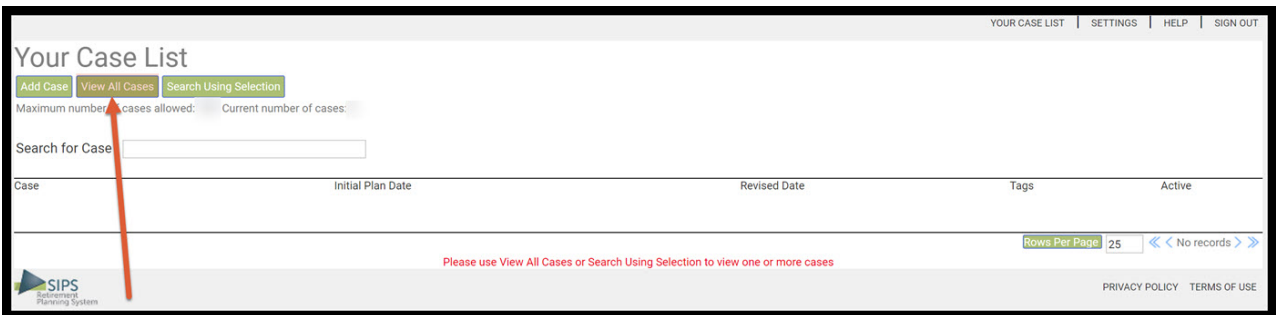 YOUR CASE LIST | SETTINGS | HELP | SIGN OUT
Your Case List
Add Case View All Cases Search Using Selection
Maximum number cases allowed: Current number of cases:
Search for Case
Case Initial Plan Date Revised Date Tags Active
Rows Per Page 25 No records
Please use View All Cases or Search Using Selection to view one or more cases
SIPS
Retirement
Planning System
PRIVACY POLICY TERMS OF USE